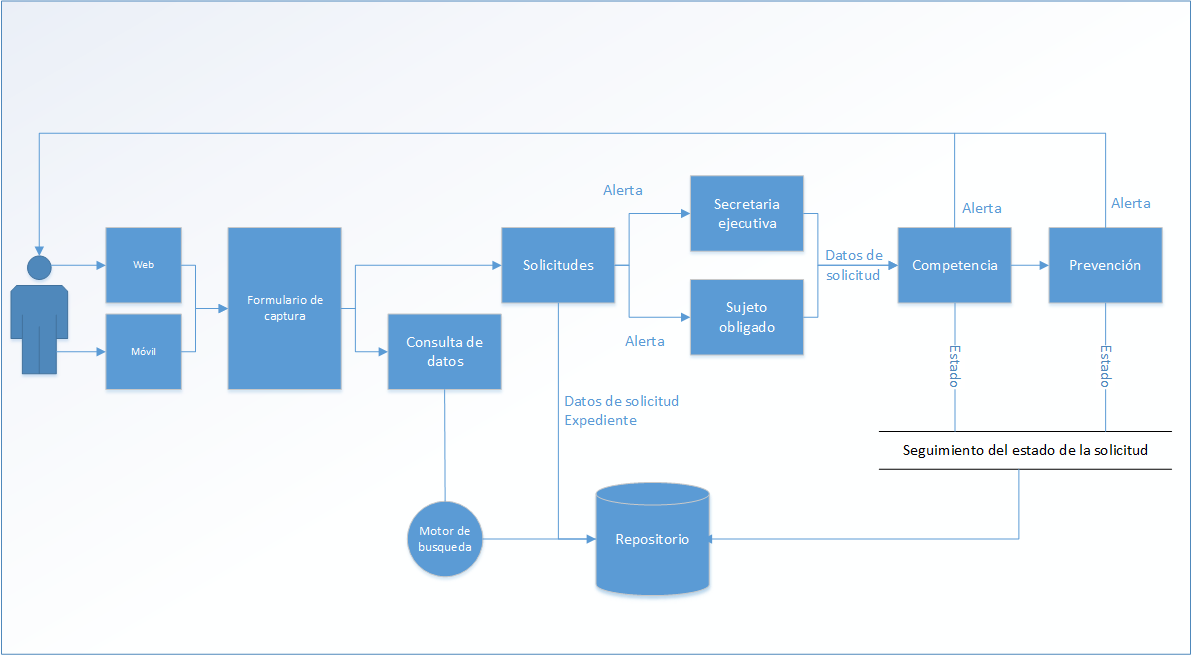 Alerta
Secretaria
ejecutiva
Alerta
Alerta
Web
Formulario de
captura
Solicitudes
Datos de
solicitud
Competencia
Prevención
Móvil
Consulta de
datos
Sujeto
obligado
Alerta
Estado
Estado
Datos de solicitud
Expediente
Seguimiento del estado de la solicitud
Motor de
busqueda
Repositorio